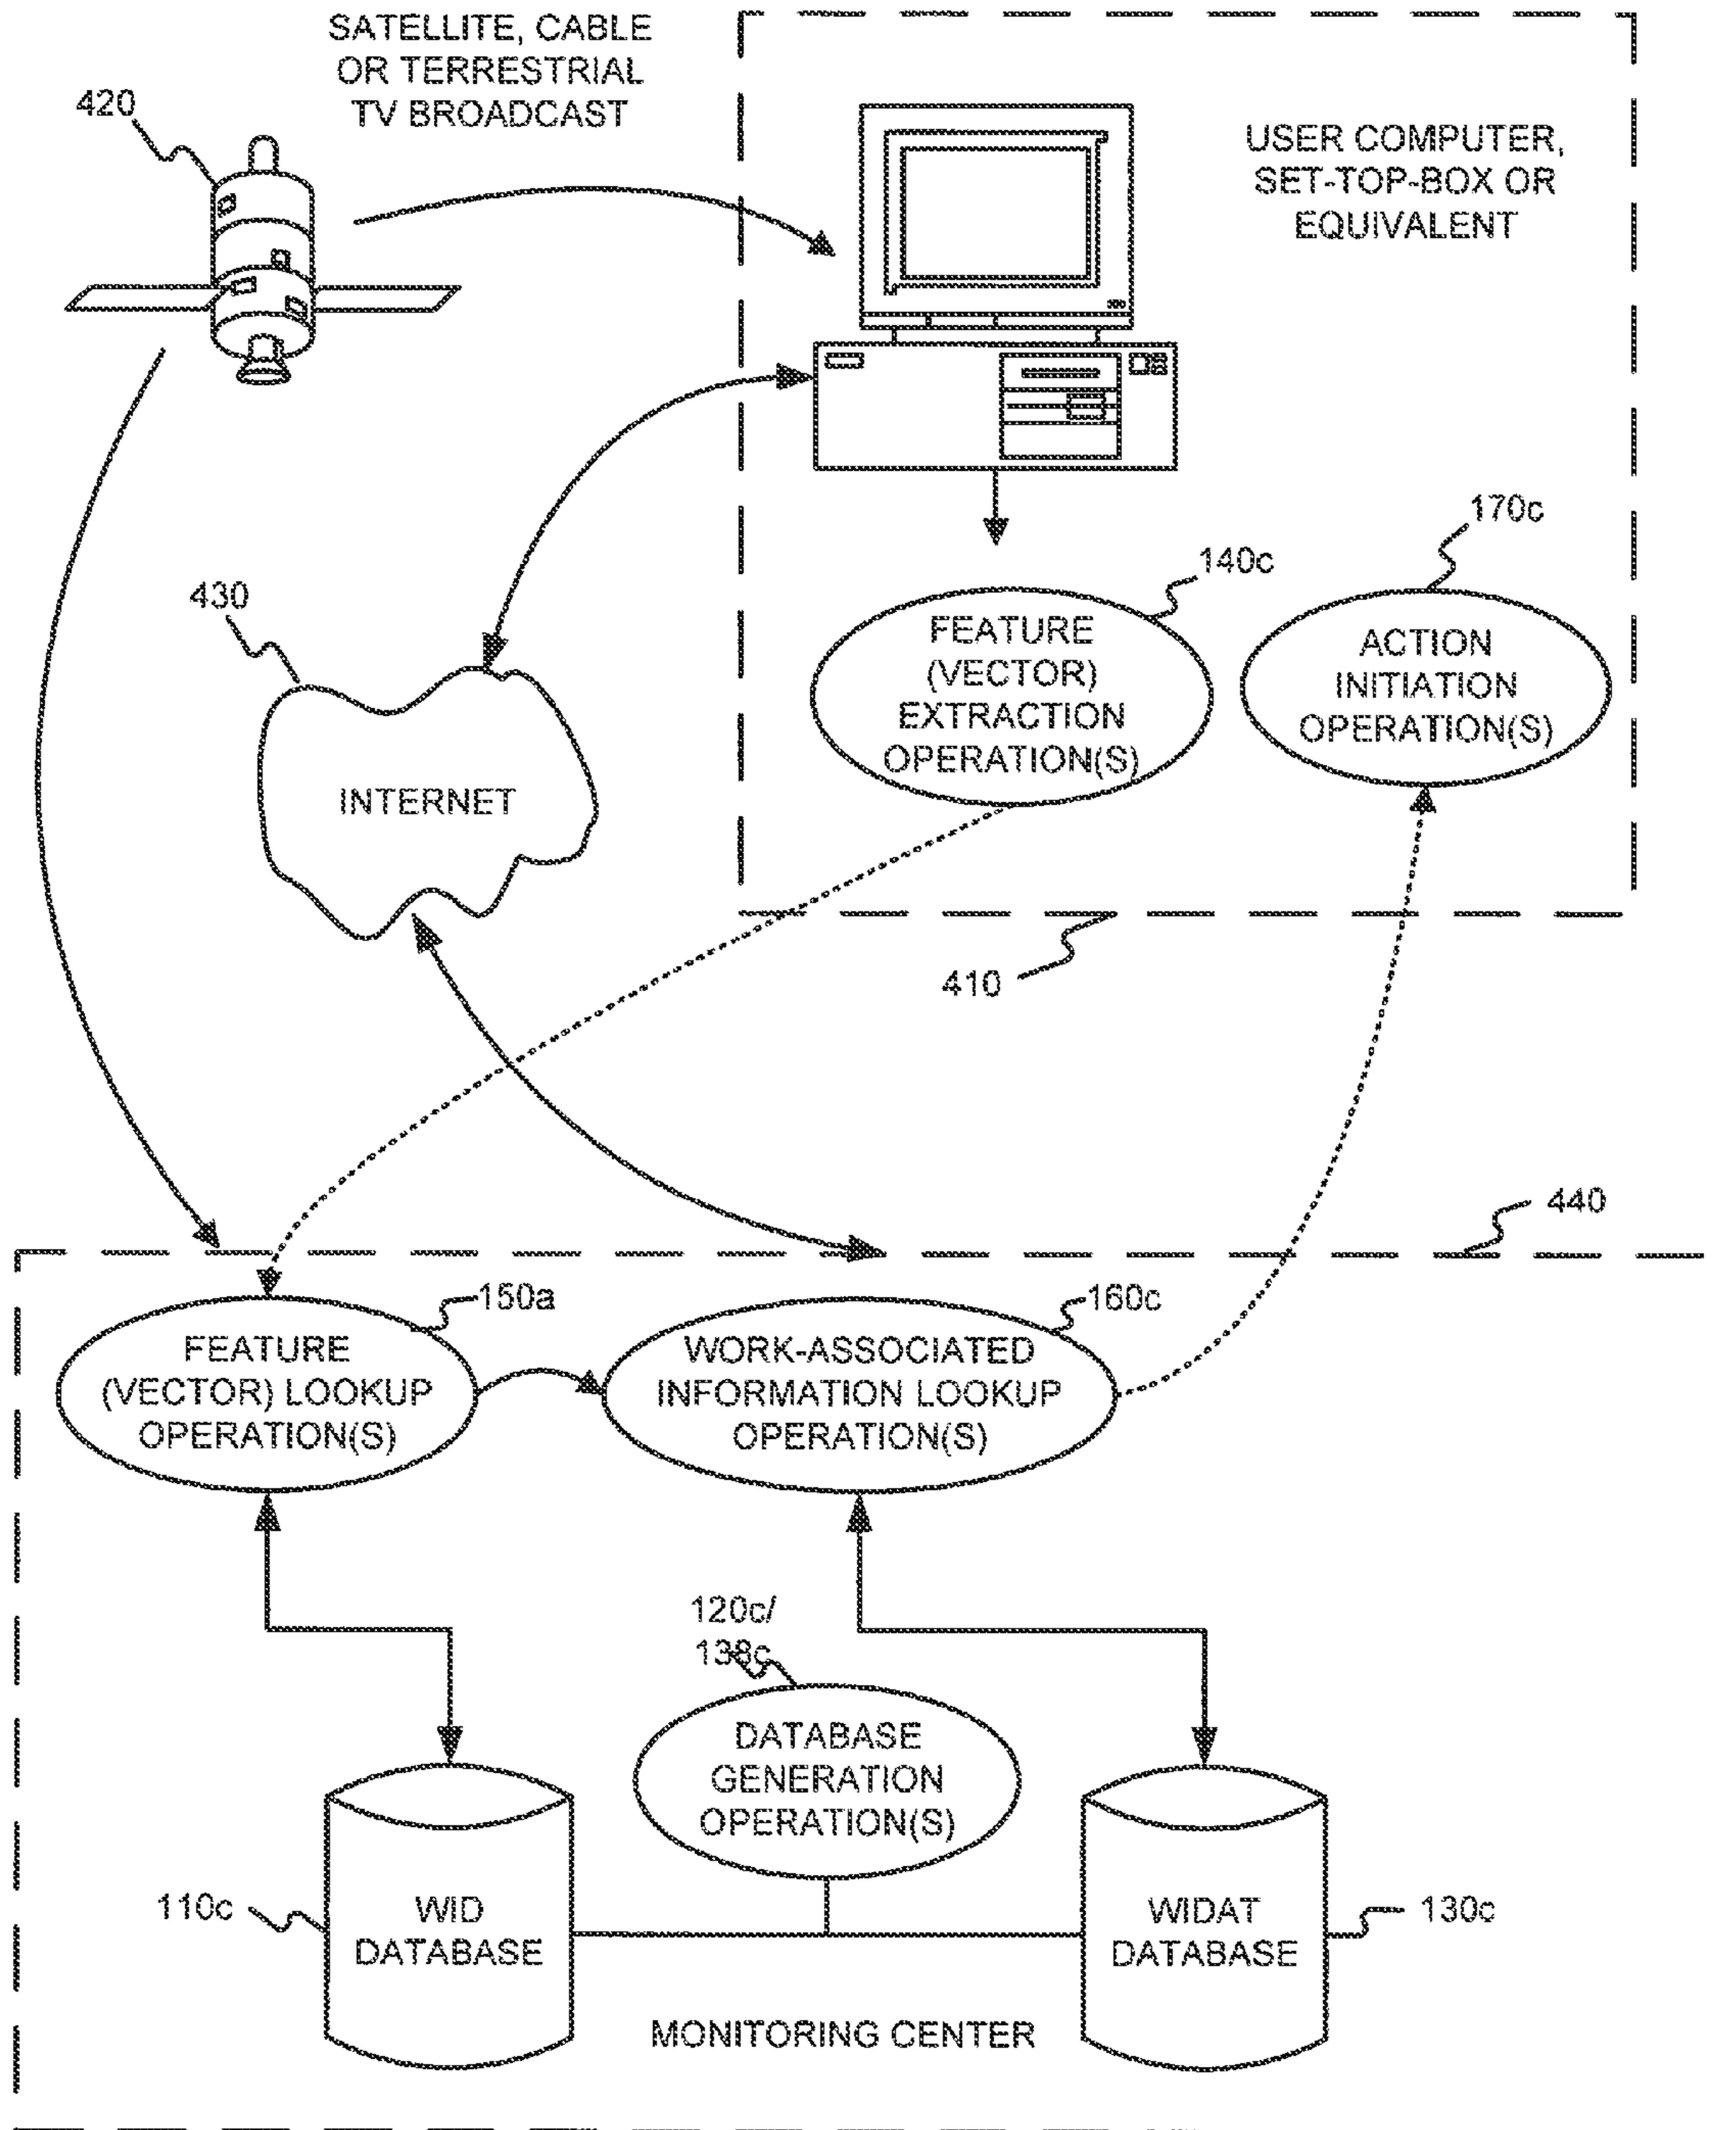 SATELLITE, CABLE
OR TERRESTRIAL
TV BROADCAST
420
USER COMPUTER,
SET-TOP-BOX OR
EQUIVALENT
170c
140c
430
FEATURE
(VECTOR)
EXTRACTION
OPERATION(S)
ACTION
INITIATION
OPERATION(S)
INTERNET
410
440
150a
160c
FEATURE
(VECTOR) LOOKUP
OPERATION(S)
WORK-ASSOCIATED
INFORMATION LOOKUP
OPERATION(S)
120c/
138c
DATABASE
GENERATION
OPERATION(S)
110c
WID
DATABASE
WIDAT
DATABASE
130c
MONITORING CENTER